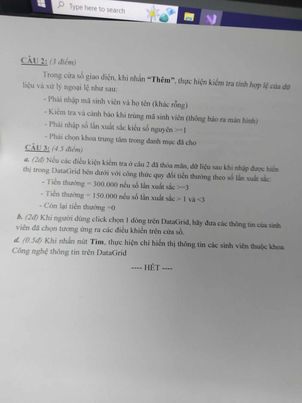 Type here to search
CÂU 2: (3 điểm)
Trong cửa sổ giao diện, khi nhấn "Thêm", thực hiện kiểm tra tính hợp lệ của dữ
liệu và xử lý ngoại lệ như sau:
- Phải nhập mã sinh viên và họ tên (khác rỗng)
- Kiểm tra và cảnh báo khi trùng mã sinh viên (thông báo ra màn hình)
- Phải nhập số lần xuất sắc kiểu số nguyên >=1
- Phải chọn khoa trung tâm trong danh mục đã cho
CÂU 3: (4.5 điểm)
a. (2đ) Nếu các điều kiện kiểm tra ở câu 2 đã thỏa mãn, dữ liệu sau khi nhập được hiển
thị trong DataGrid bên dưới với công thức quy đổi tiền thưởng theo số lần xuất sắc:
- Tiền thưởng = 300.000 nếu số lần xuất sắc >=3
- Tiền thưởng = 150.000 nếu số lần xuất sắc > 1 và <3
- Còn lại tiền thưởng =0
b. (2đ) Khi người dùng click chọn 1 dòng trên DataGrid, hãy đưa các thông tin của sinh
viên đã chọn tương ứng ra các điều khiển trên cửa sổ.
d. (0.5đ) Khi nhấn nút Tìm, thực hiện chỉ hiển thị thông tin các sinh viên thuộc khoa
Công nghệ thông tin trên DataGrid
---- HẾT ----